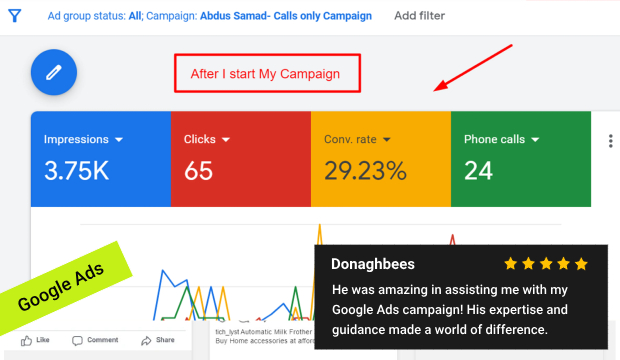 Ad group status: All; Campaign: Abdus Samad- Calls only Campaign Add filter
After I start My Campaign
Impressions Clicks Conv. rate Phone calls
3.75K 65 29.23% 24
Google Ads
Donaghbees
He was amazing in assisting me with my
Google Ads campaign! His expertise and
guidance made a world of difference.
Like Comment Share
tich_lyst Automatic Milk Frother
Buy Home accessories at afford